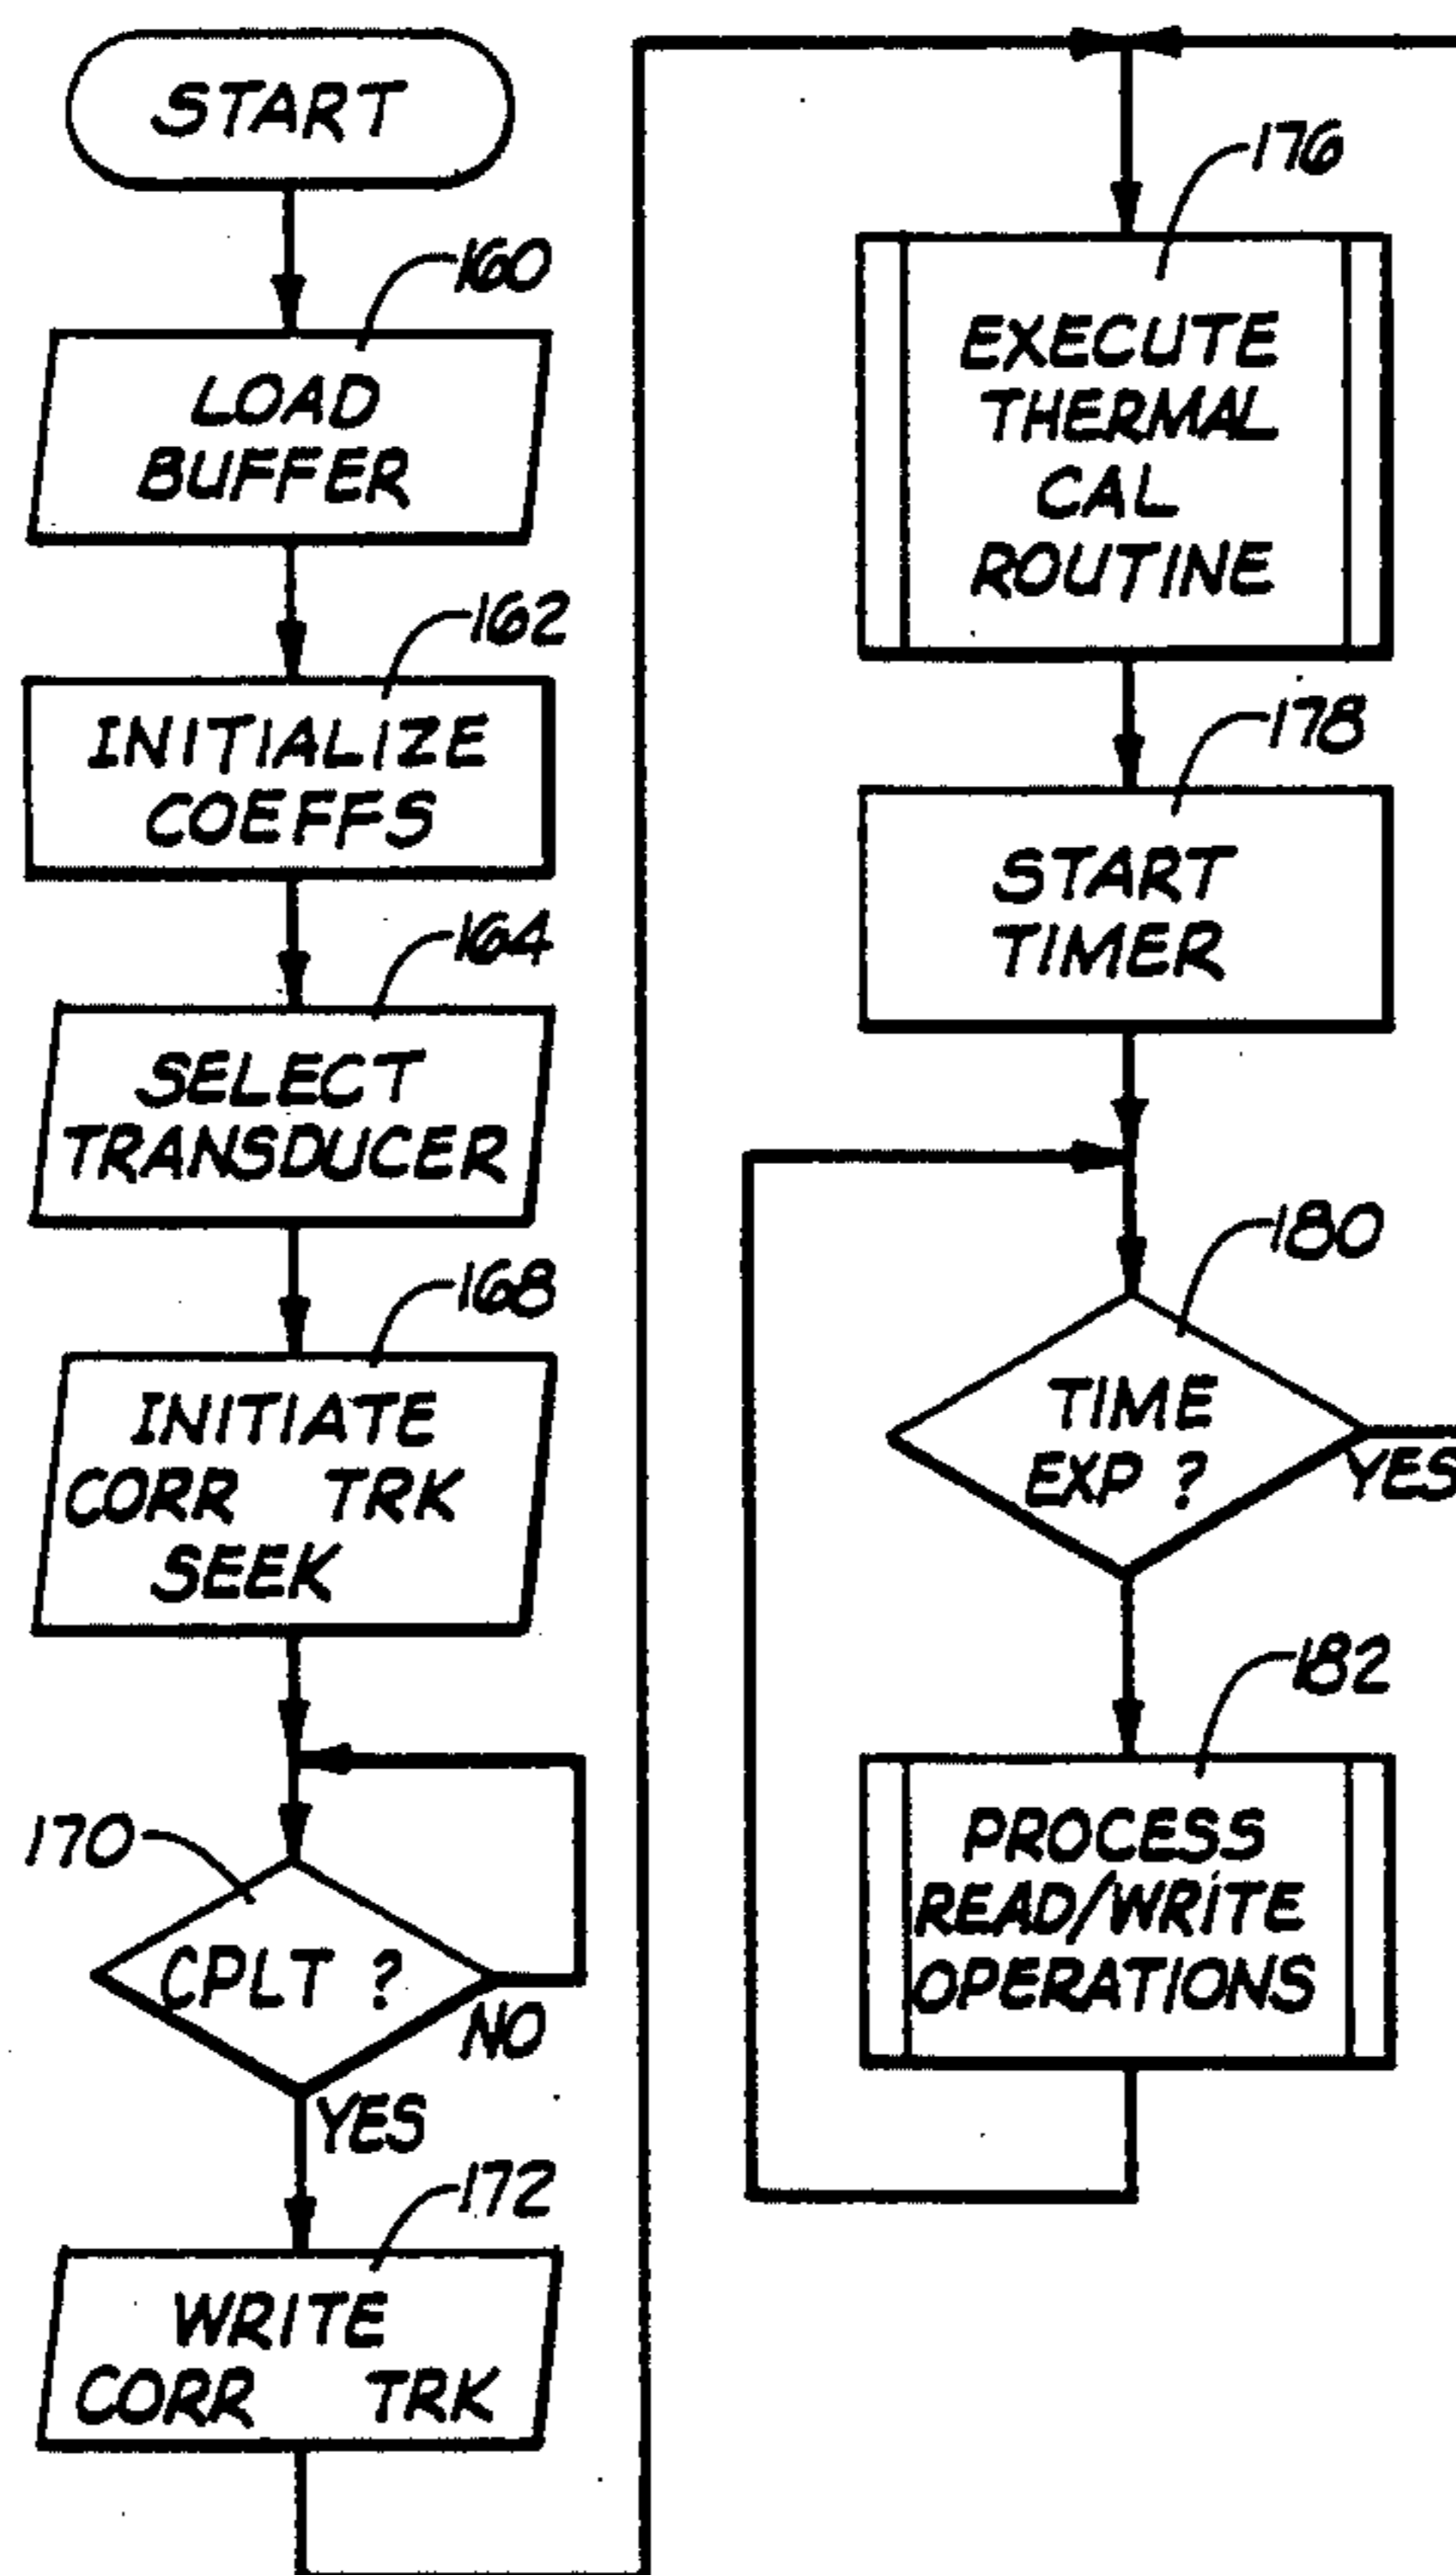 START
160
LOAD
BUFFER
162
INITIALIZE
COEFFS
164
SELECT
TRANSDUCER
168
INITIATE
CORR TRK
SEEK
170
CPLT ?
NO
YES
172
WRITE
CORR TRK
176
EXECUTE
THERMAL
CAL
ROUTINE
178
START
TIMER
180
TIME
EXP ?
YES
182
PROCESS
READ/WRITE
OPERATIONS